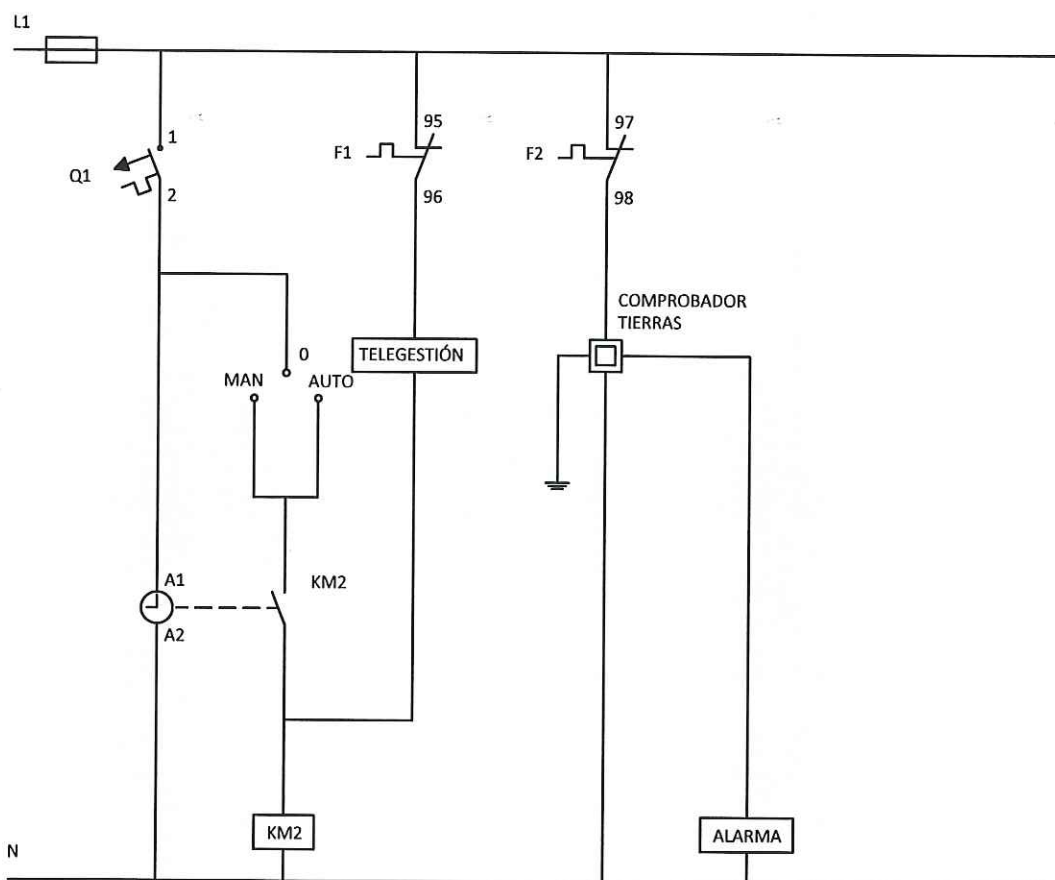 L1
1
Q1
2
95
F1
96
97
F2
98
COMPROBADOR
TIERRAS
TELEGESTIÓN
0
MAN
AUTO
A1
A2
KM2
KM2
ALARMA
N